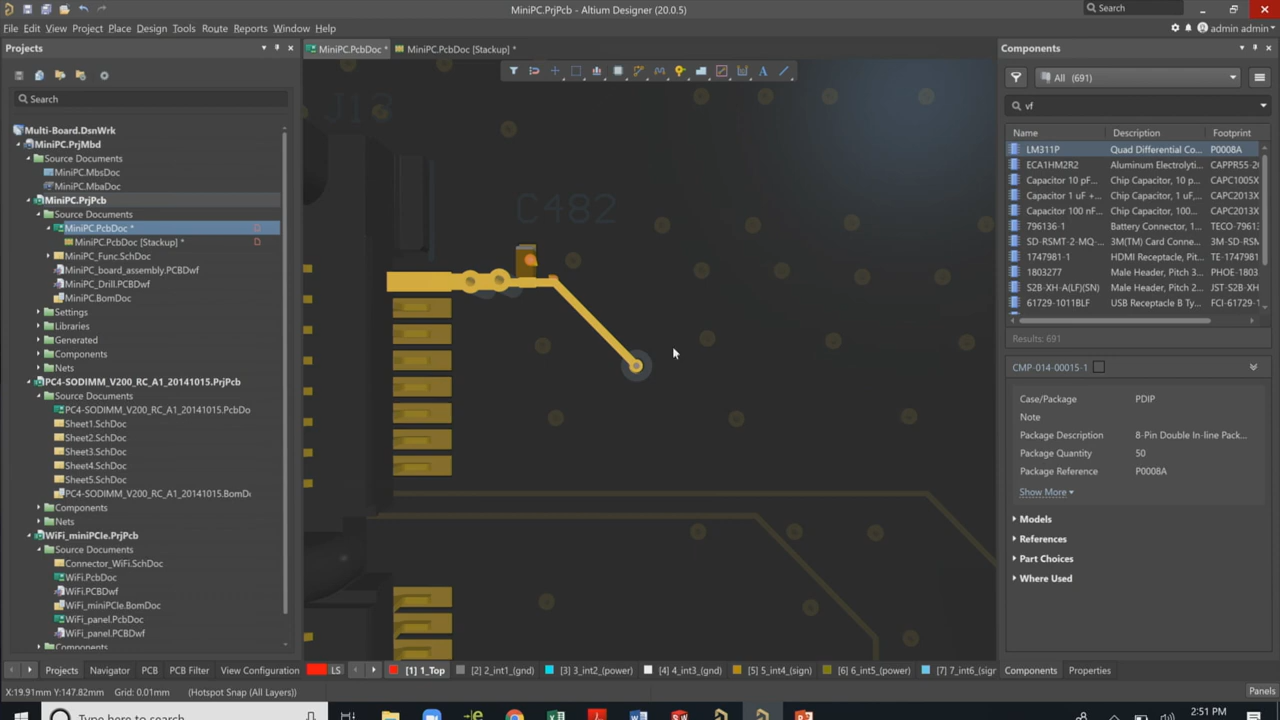 MiniPC.PrjPcb - Altium Designer (20.0.5)
Search
File Edit View Project Place Design Tools Route Reports Window Help
admin admin
Projects
Search
Multi-Board.DsnWrk
MiniPC.PrjMbd
Source Documents
MiniPC.MbsDoc
MiniPC.MbaDoc
MiniPC.PrjPcb
Source Documents
MiniPC.PcbDoc *
MiniPC.PcbDoc [Stackup] *
MiniPC_Func.SchDoc
MiniPC_board_assembly.PCBDwf
MiniPC_Drill.PCBDwf
MiniPC.BomDoc
Settings
Libraries
Generated
Components
Nets
PC4-SODIMM_V200_RC_A1_20141015.PrjPcb
Source Documents
PC4-SODIMM_V200_RC_A1_20141015.PcbDo
Sheet1.SchDoc
Sheet2.SchDoc
Sheet3.SchDoc
Sheet4.SchDoc
Sheet5.SchDoc
PC4-SODIMM_V200_RC_A1_20141015.BomD
Components
Nets
WiFi_miniPCIe.PrjPcb
Source Documents
Connector_WiFi.SchDoc
WiFi.PcbDoc
WiFi.PCBDwf
WiFi_miniPCIe.BomDoc
WiFi_panel.PcbDoc
WiFi_panel.PCBDwf
Components
MiniPC.PcbDoc * MiniPC.PcbDoc [Stackup] *
J13
C482
Components
All (691)
vf
Name Description Footprint
LM311P Quad Differential Co... P0008A
ECA1HM2R2 Aluminum Electrolyti... CAPPR55-2
Capacitor 10 pF... Chip Capacitor, 10 p... CAPC1005X
Capacitor 1 uF +... Chip Capacitor, 1 uF,... CAPC2013X
Capacitor 100 nF... Chip Capacitor, 100... CAPC2013X
796136-1 Battery Connector, 1... TECO-7961
SD-RSMT-2-MQ-... 3M(TM) Card Conne... 3M-SD-RSM
1747981-1 HDMI Receptacle, Pi... TE-1747981
1803277 Male Header, Pitch 3... PHOE-1803
S2B-XH-A(LF)(SN) Male Header, Pitch 2... JST-S2B-XH
61729-1011BLF USB Receptacle B Ty... FCI-61729-
Results: 691
CMP-014-00015-1
Case/Package PDIP
Note
Package Description 8-Pin Double In-line Pack...
Package Quantity 50
Package Reference P0008A
Show More
Models
References
Part Choices
Where Used
Projects Navigator PCB PCB Filter View Configuration LS [1] 1_Top [2] 2_int1_(gnd) [3] 3_int2_(power) [4] 4_int3_(gnd) [5] 5_int4_(sign) [6] 6_int5_(power) [7] 7_int6_(sigr Components Properties
X:19.91mm Y:147.82mm Grid: 0.01mm (Hotspot Snap (All Layers)) Panels
Type here to search
2:51 PM